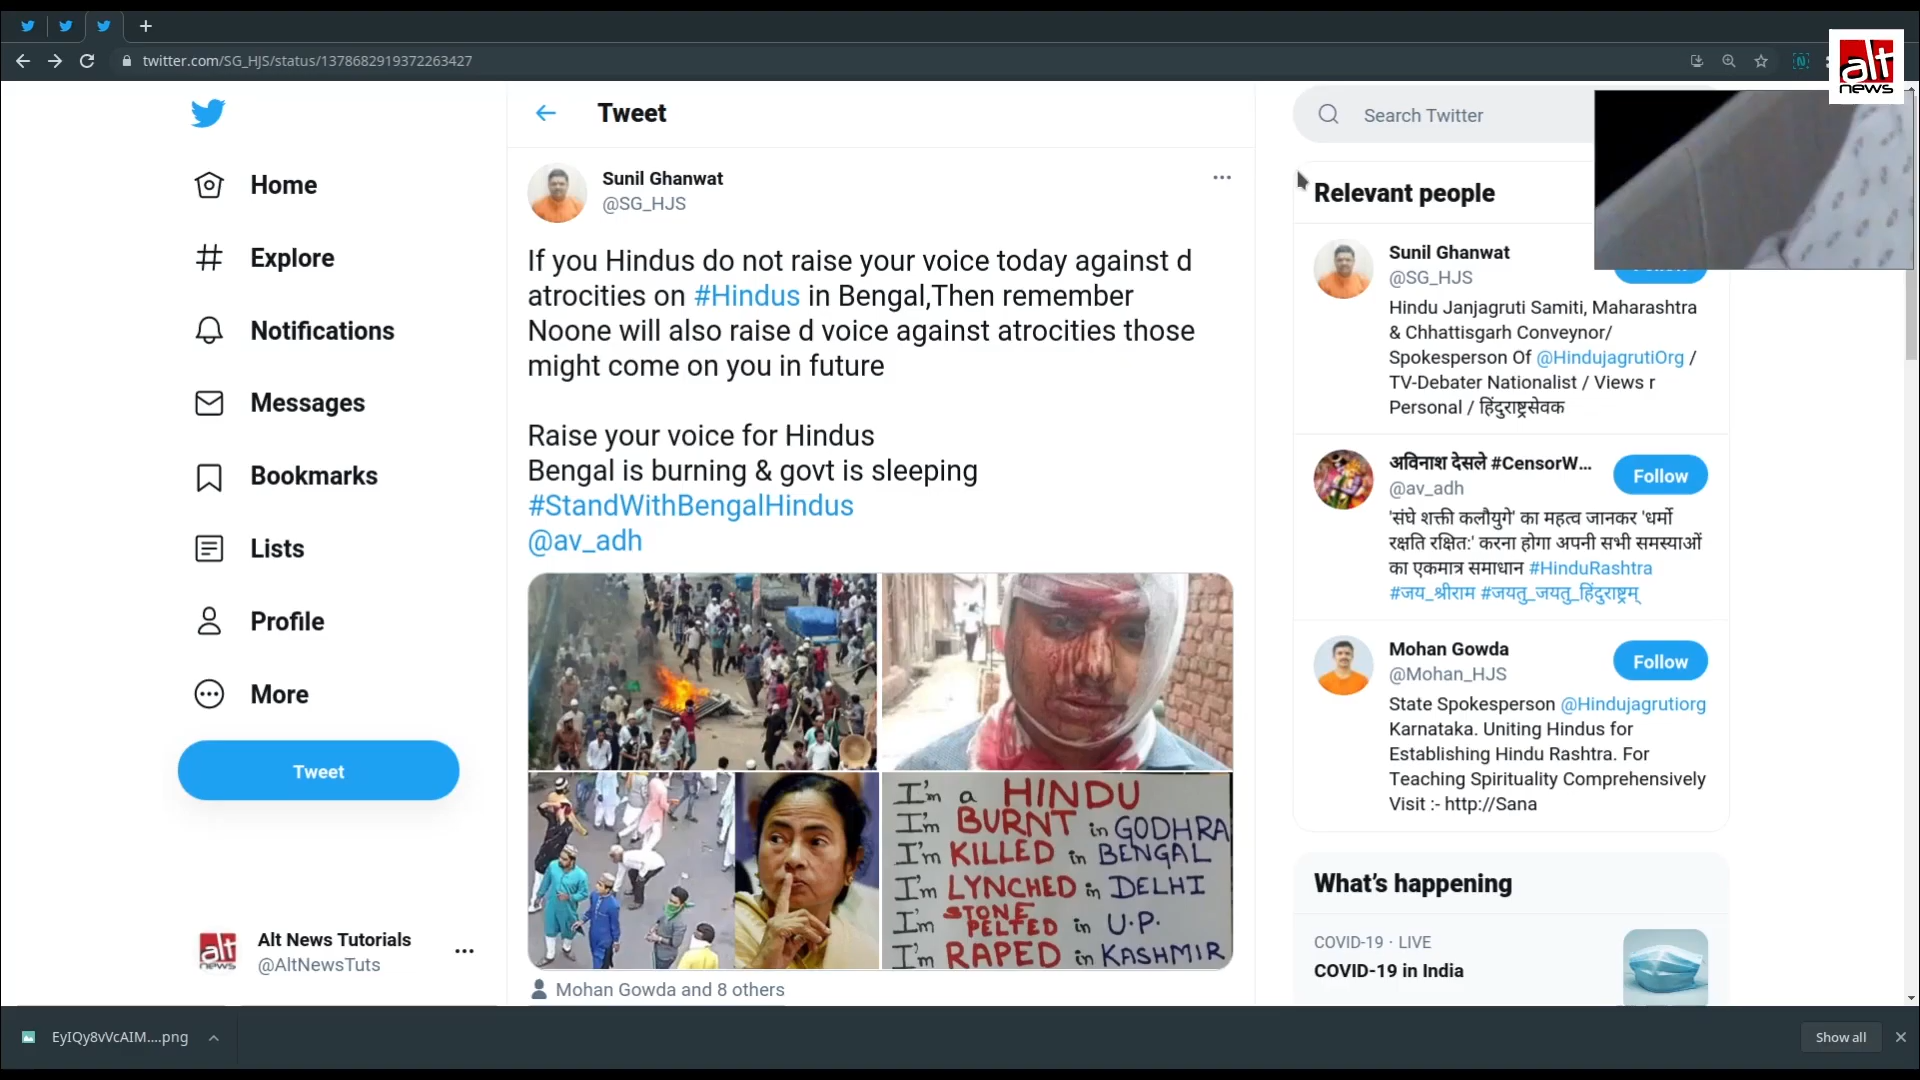 twitter.com/SG_HJS/status/1378682919372263427
alt
news
Home
Explore
Notifications
Messages
Bookmarks
Lists
Profile
More
Tweet
Alt News Tutorials
@AltNewsTuts
Tweet
Sunil Ghanwat
@SG_HJS
If you Hindus do not raise your voice today against d
atrocities on #Hindus in Bengal,Then remember
Noone will also raise d voice against atrocities those
might come on you in future
Raise your voice for Hindus
Bengal is burning & govt is sleeping
#StandWithBengalHindus
@av_adh
I'm a HINDU
I'm BURNT in GODHRA
I'm KILLED in BENGAL
I'm LYNCHED in DELHI
I'm STONE PELTED in U.P.
I'm RAPED in KASHMIR
Mohan Gowda and 8 others
Search Twitter
Relevant people
Sunil Ghanwat
@SG_HJS
Hindu Janjagruti Samiti, Maharashtra
& Chhattisgarh Conveynor/
Spokesperson Of @HindujagrutiOrg /
TV-Debater Nationalist / Views r
Personal / हिंदुराष्ट्रसेवक
अविनाश देसले #CensorW...
@av_adh
Follow
'संघे शक्ती कलौयुगे' का महत्व जानकर 'धर्मो
रक्षति रक्षित:' करना होगा अपनी सभी समस्याओं
का एकमात्र समाधान #HinduRashtra
#जय_श्रीराम #जयतु_जयतु_हिंदुराष्ट्रम्
Mohan Gowda
@Mohan_HJS
Follow
State Spokesperson @Hindujagrutiorg
Karnataka. Uniting Hindus for
Establishing Hindu Rashtra. For
Teaching Spirituality Comprehensively
Visit :- http://Sana
What's happening
COVID-19 · LIVE
COVID-19 in India
EyIQy8vVcAIM....png
Show all